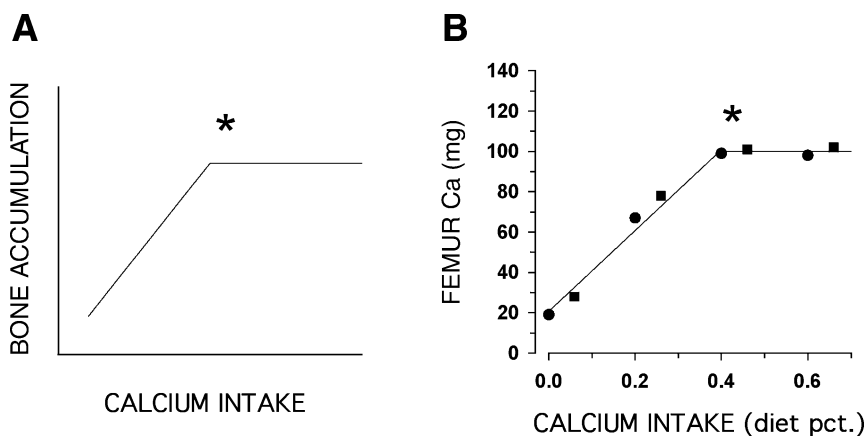 A
BONE ACCUMULATION
*
CALCIUM INTAKE
B
FEMUR Ca (mg)
140
120
100
80
60
40
20
0
*
0.0 0.2 0.4 0.6
CALCIUM INTAKE (diet pct.)